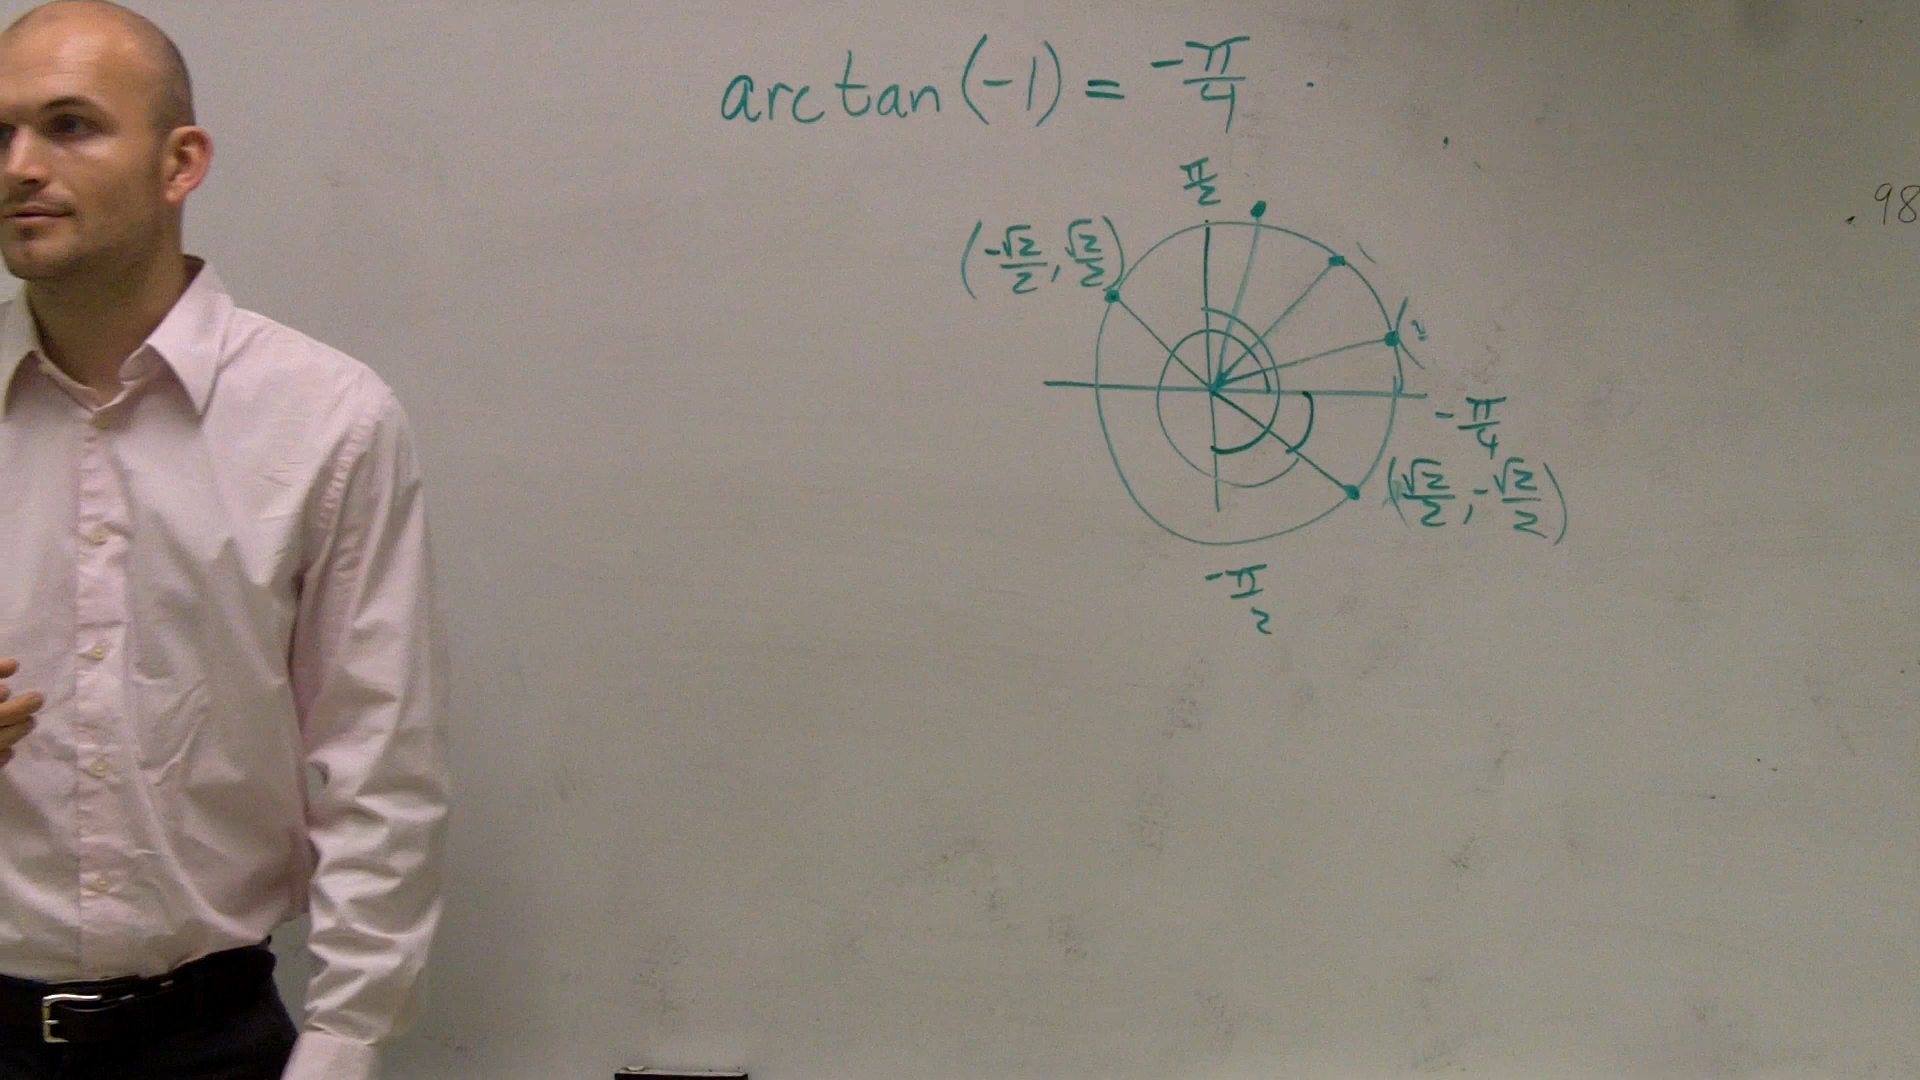 arctan(-1) = -π/4
π/2
(-√2/2, √2/2)
-π/4
(√2/2, -√2/2)
-π/2
.98